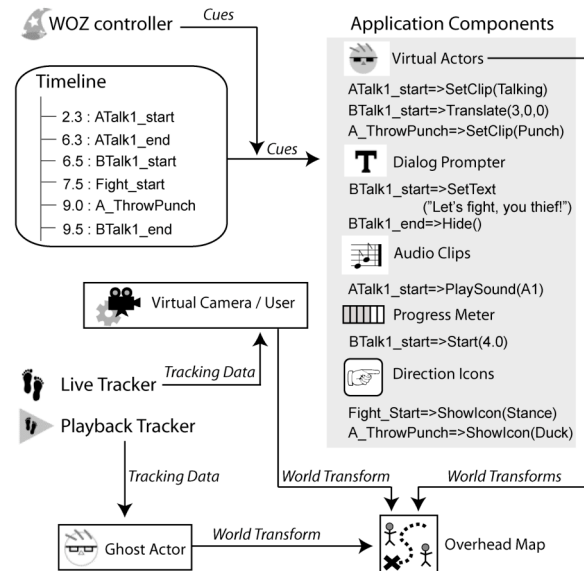 WOZ controller
Cues
Timeline
2.3 : ATalk1_start
6.3 : ATalk1_end
6.5 : BTalk1_start
7.5 : Fight_start
9.0 : A_ThrowPunch
9.5 : BTalk1_end
Cues
Application Components
Virtual Actors
ATalk1_start=>SetClip(Talking)
BTalk1_start=>Translate(3,0,0)
A_ThrowPunch=>SetClip(Punch)
T
Dialog Prompter
BTalk1_start=>SetText
("Let's fight, you thief!")
BTalk1_end=>Hide()
Audio Clips
ATalk1_start=>PlaySound(A1)
Progress Meter
BTalk1_start=>Start(4.0)
Direction Icons
Fight_Start=>ShowIcon(Stance)
A_ThrowPunch=>ShowIcon(Duck)
Virtual Camera / User
Live Tracker
Tracking Data
Playback Tracker
Tracking Data
World Transform
World Transforms
Ghost Actor
World Transform
Overhead Map